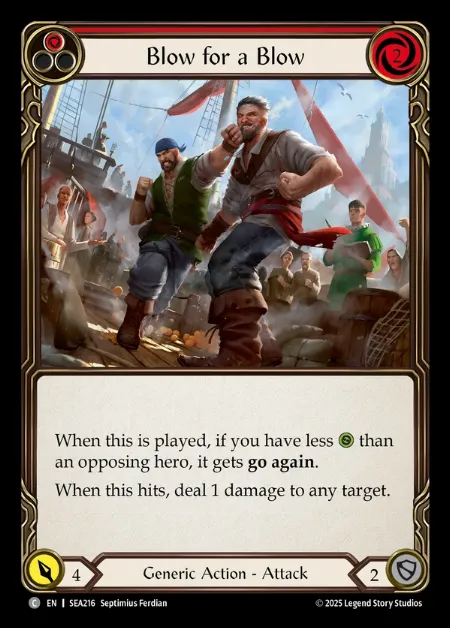 Blow for a Blow
2
When this is played, if you have less than
an opposing hero, it gets go again.
When this hits, deal 1 damage to any target.
4
Generic Action - Attack
2
C EN | SEA216 Septimius Ferdian
© 2025 Legend Story Studios